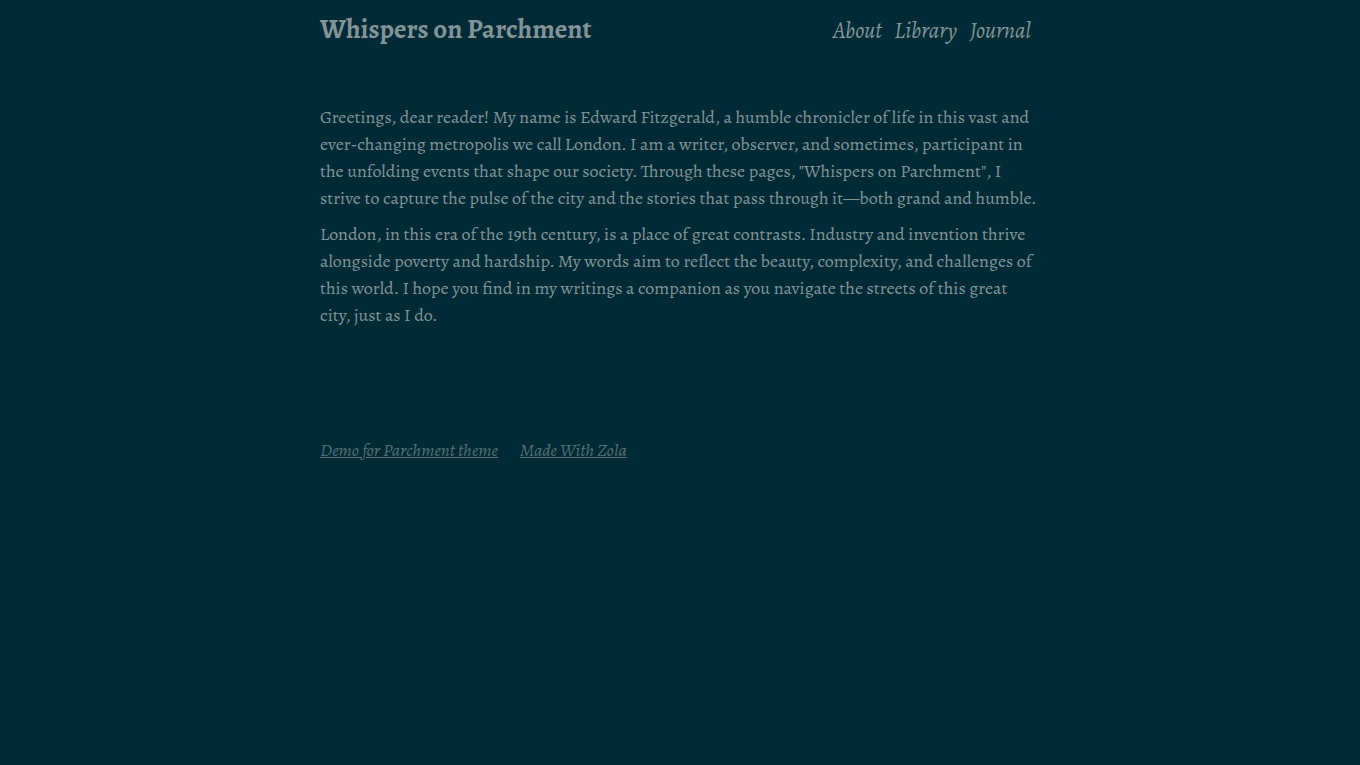 Whispers on Parchment
About Library Journal
Greetings, dear reader! My name is Edward Fitzgerald, a humble chronicler of life in this vast and
ever-changing metropolis we call London. I am a writer, observer, and sometimes, participant in
the unfolding events that shape our society. Through these pages, "Whispers on Parchment", I
strive to capture the pulse of the city and the stories that pass through it—both grand and humble.
London, in this era of the 19th century, is a place of great contrasts. Industry and invention thrive
alongside poverty and hardship. My words aim to reflect the beauty, complexity, and challenges of
this world. I hope you find in my writings a companion as you navigate the streets of this great
city, just as I do.
Demo for Parchment theme Made With Zola